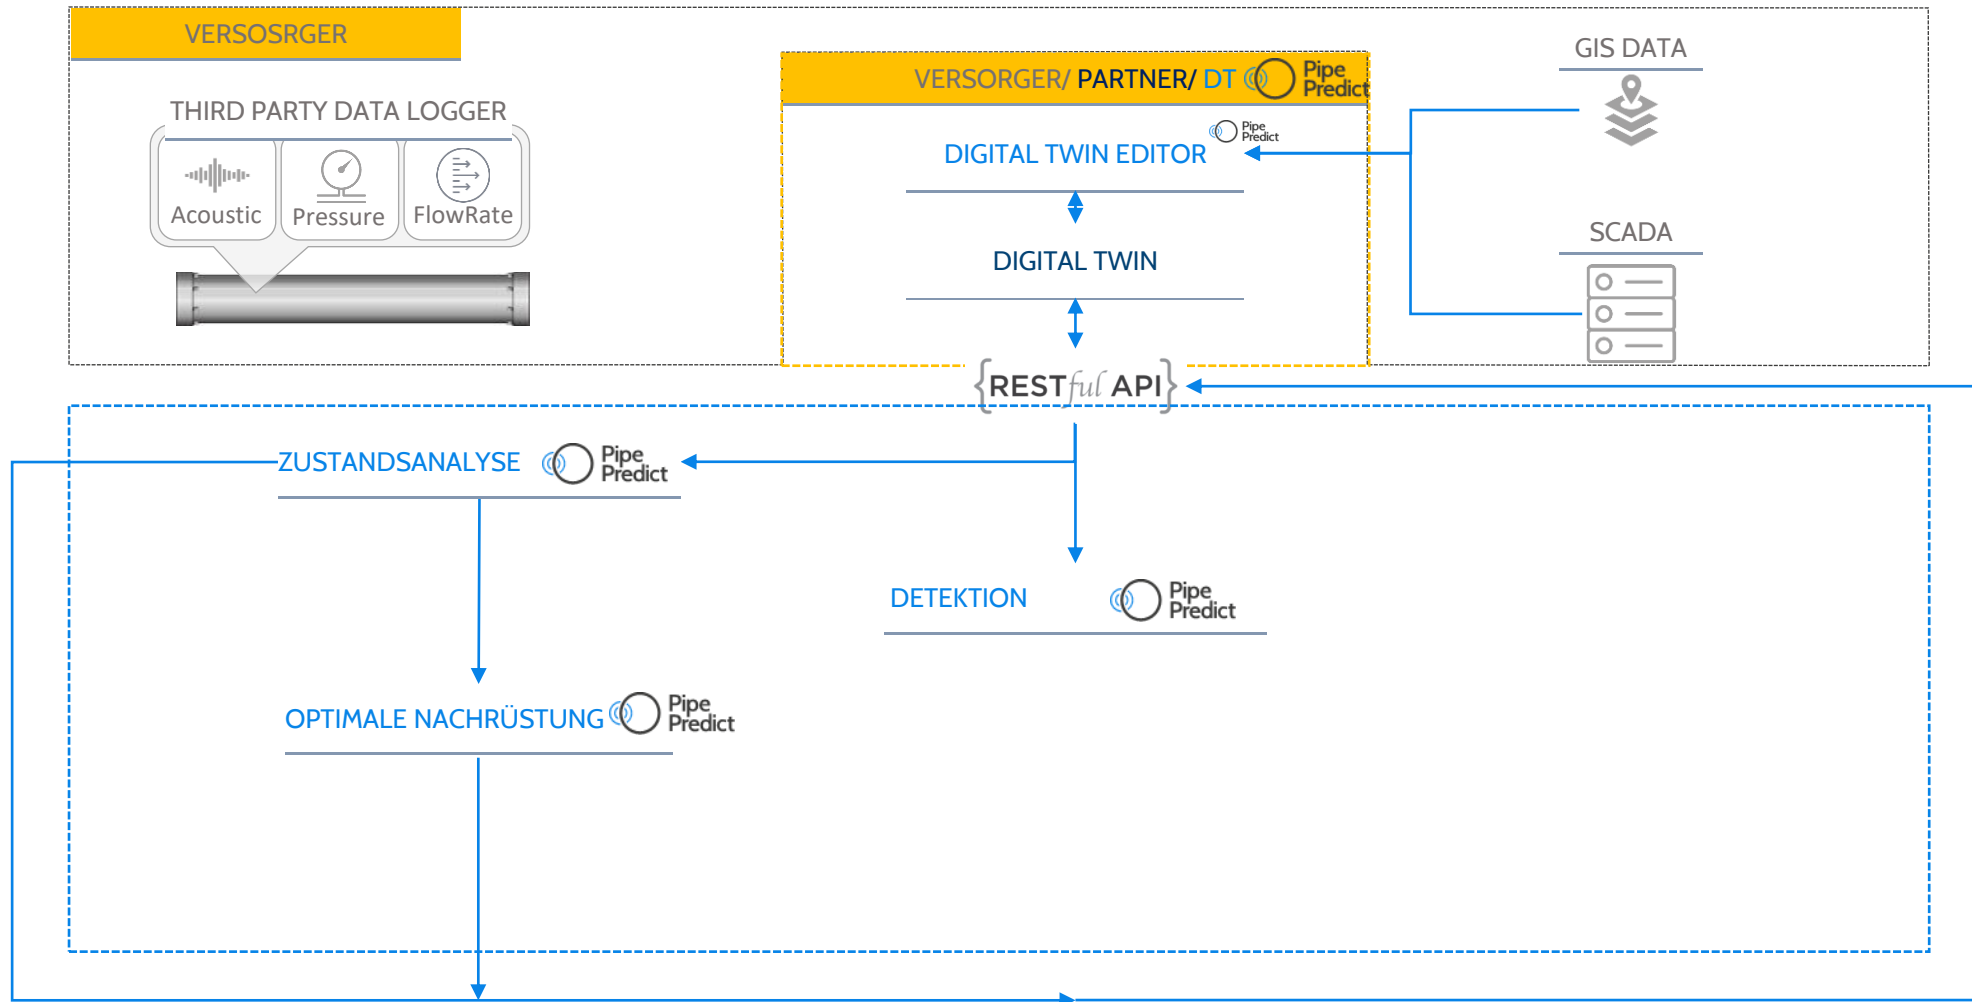 VERSOSRGER
THIRD PARTY DATA LOGGER
Acoustic
Pressure
FlowRate
VERSORGER/ PARTNER/ DT Pipe Predict
Pipe Predict
DIGITAL TWIN EDITOR
DIGITAL TWIN
GIS DATA
SCADA
{RESTful API}
ZUSTANDSANALYSE Pipe Predict
DETEKTION Pipe Predict
OPTIMALE NACHRÜSTUNG Pipe Predict